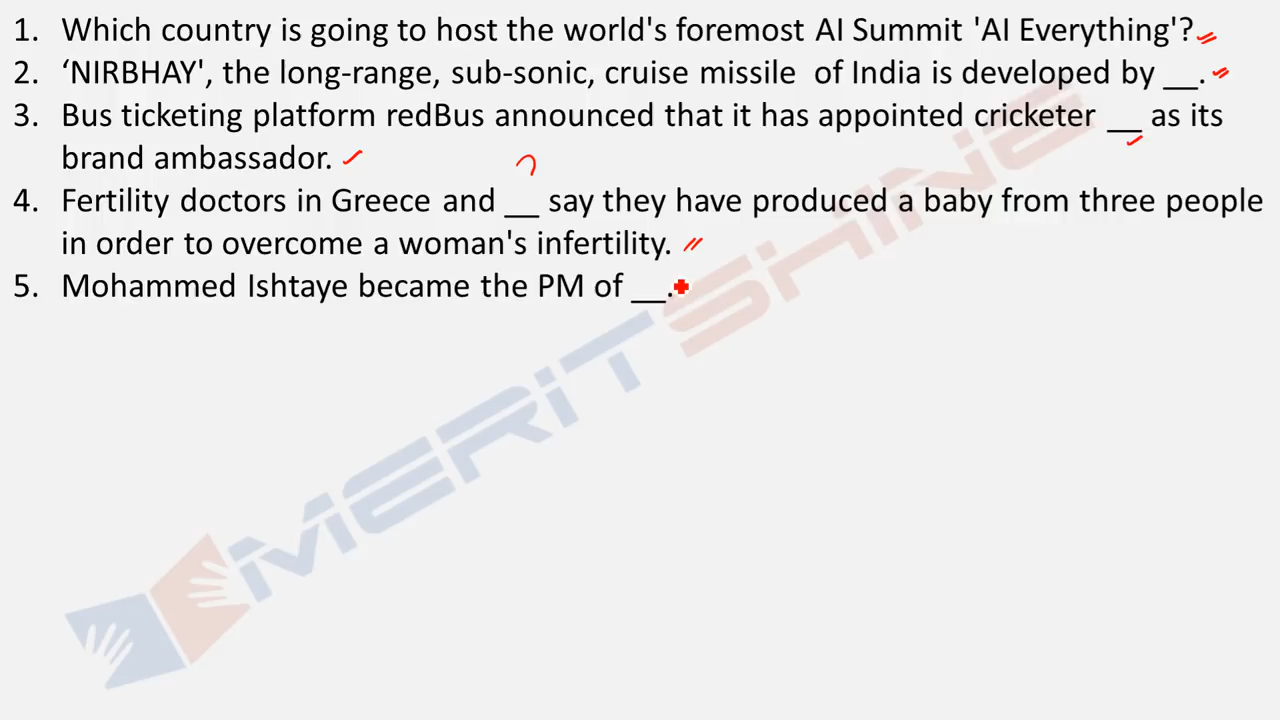 1. Which country is going to host the world's foremost AI Summit 'AI Everything'?
2. ‘NIRBHAY', the long-range, sub-sonic, cruise missile of India is developed by __.
3. Bus ticketing platform redBus announced that it has appointed cricketer __ as its
brand ambassador.
4. Fertility doctors in Greece and __ say they have produced a baby from three people
in order to overcome a woman's infertility.
5. Mohammed Ishtaye became the PM of __.
MERITSHINE